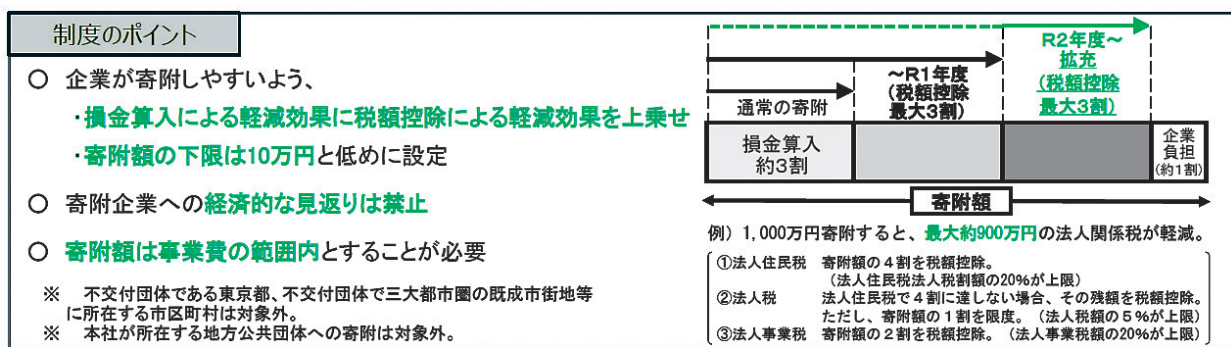 制度のポイント
○ 企業が寄附しやすいよう、
・損金算入による軽減効果に税額控除による軽減効果を上乗せ
・寄附額の下限は10万円と低めに設定
○ 寄附企業への経済的な見返りは禁止
○ 寄附額は事業費の範囲内とすることが必要
※ 不交付団体である東京都、不交付団体で三大都市圏の既成市街地等
に所在する市区町村は対象外。
※ 本社が所在する地方公共団体への寄附は対象外。
R2年度～
拡充
(税額控除
最大3割)
～R1年度
(税額控除
最大3割)
通常の寄附
損金算入
約3割
企業
負担
(約1割)
寄附額
例）1,000万円寄附すると、最大約900万円の法人関係税が軽減。
①法人住民税 寄附額の４割を税額控除。
（法人住民税法人税割額の20%が上限）
②法人税 法人住民税で４割に達しない場合、その残額を税額控除。
ただし、寄附額の１割を限度。（法人税額の５%が上限）
③法人事業税 寄附額の２割を税額控除。（法人事業税額の20%が上限）